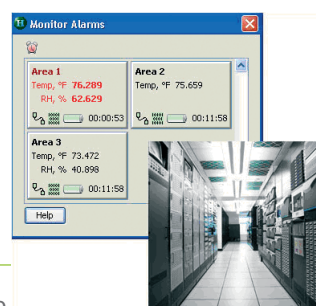 Monitor Alarms
Area 1
Temp, °F 76.289
RH, % 62.629
00:00:53
Area 2
Temp, °F 75.659
00:11:58
Area 3
Temp, °F 73.472
RH, % 40.898
00:11:58
Help